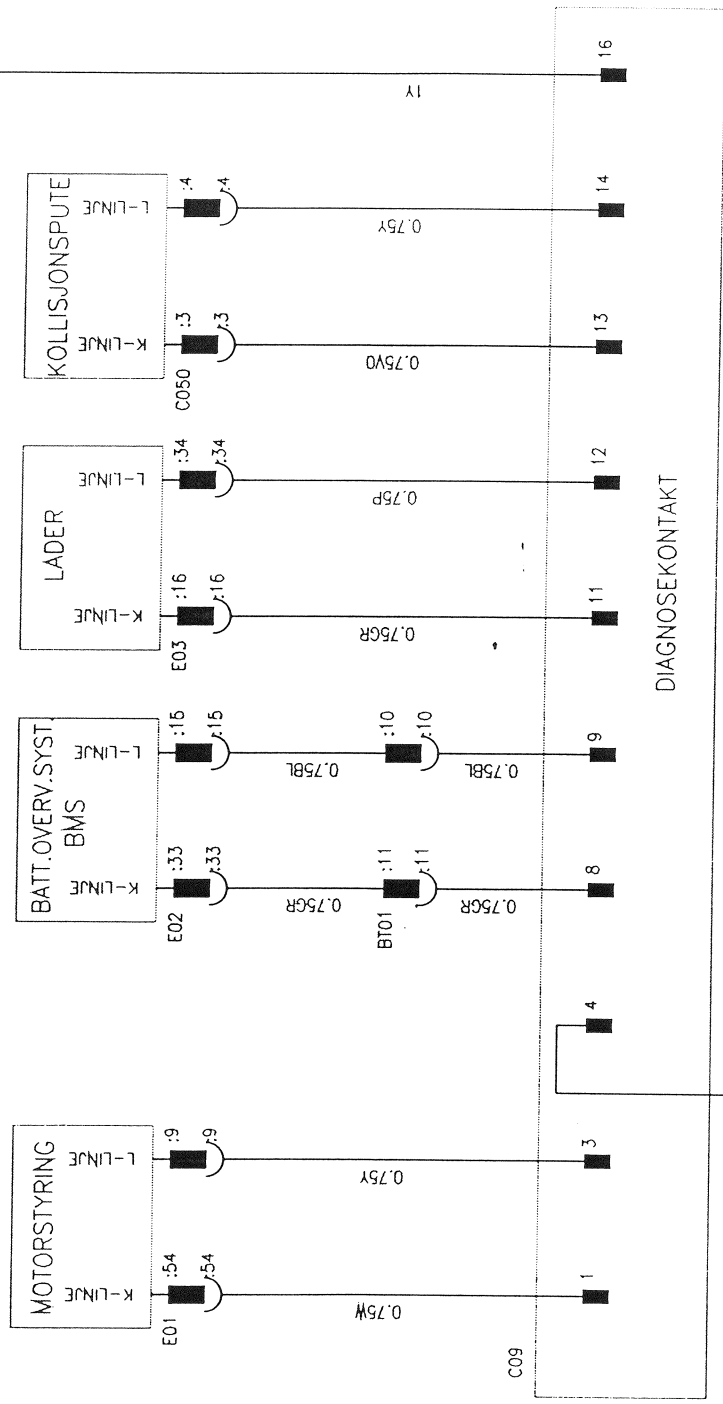 MOTORSTYRING
K-LINJE
L-LINJE
E01
:54
:54
:9
:9
0.75W
0.75Y
BATT.OVERV.SYST.
BMS
K-LINJE
L-LINJE
E02
:33
:33
:15
:15
0.75GR
0.75BL
BT01
:11
:11
:10
:10
0.75GR
0.75BL
LADER
K-LINJE
L-LINJE
E03
:16
:16
:34
:34
0.75GR
0.75P
KOLLISJONSPUTE
K-LINJE
L-LINJE
C050
:3
:3
:4
:4
0.75VO
0.75Y
1Y
C09
1
3
4
8
9
11
12
13
14
16
DIAGNOSEKONTAKT